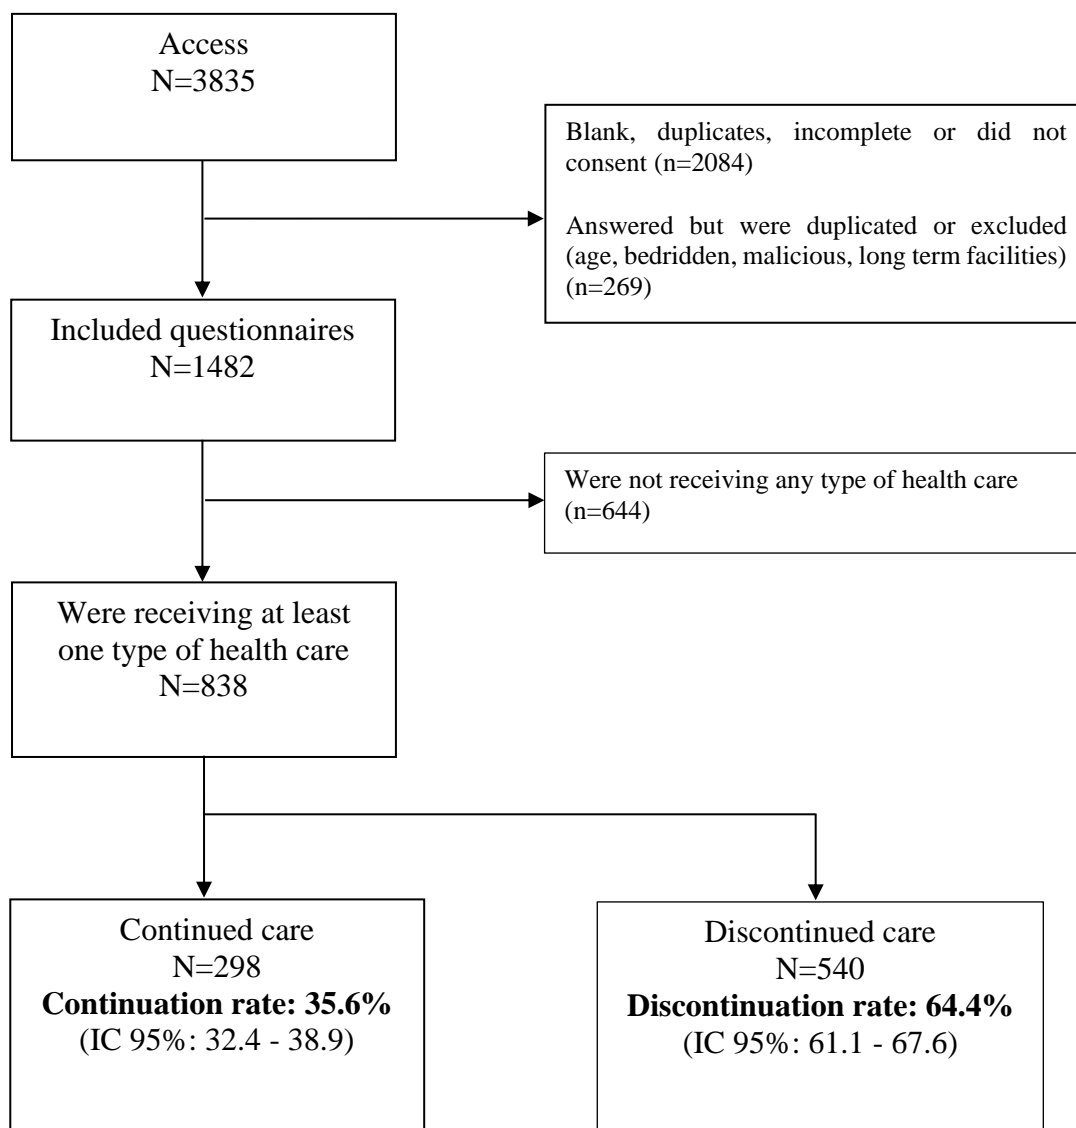 Access
N=3835
Blank, duplicates, incomplete or did not
consent (n=2084)
Answered but were duplicated or excluded
(age, bedridden, malicious, long term facilities)
(n=269)
Included questionnaires
N=1482
Were not receiving any type of health care
(n=644)
Were receiving at least
one type of health care
N=838
Continued care
N=298
Continuation rate: 35.6%
(IC 95%: 32.4 - 38.9)
Discontinued care
N=540
Discontinuation rate: 64.4%
(IC 95%: 61.1 - 67.6)